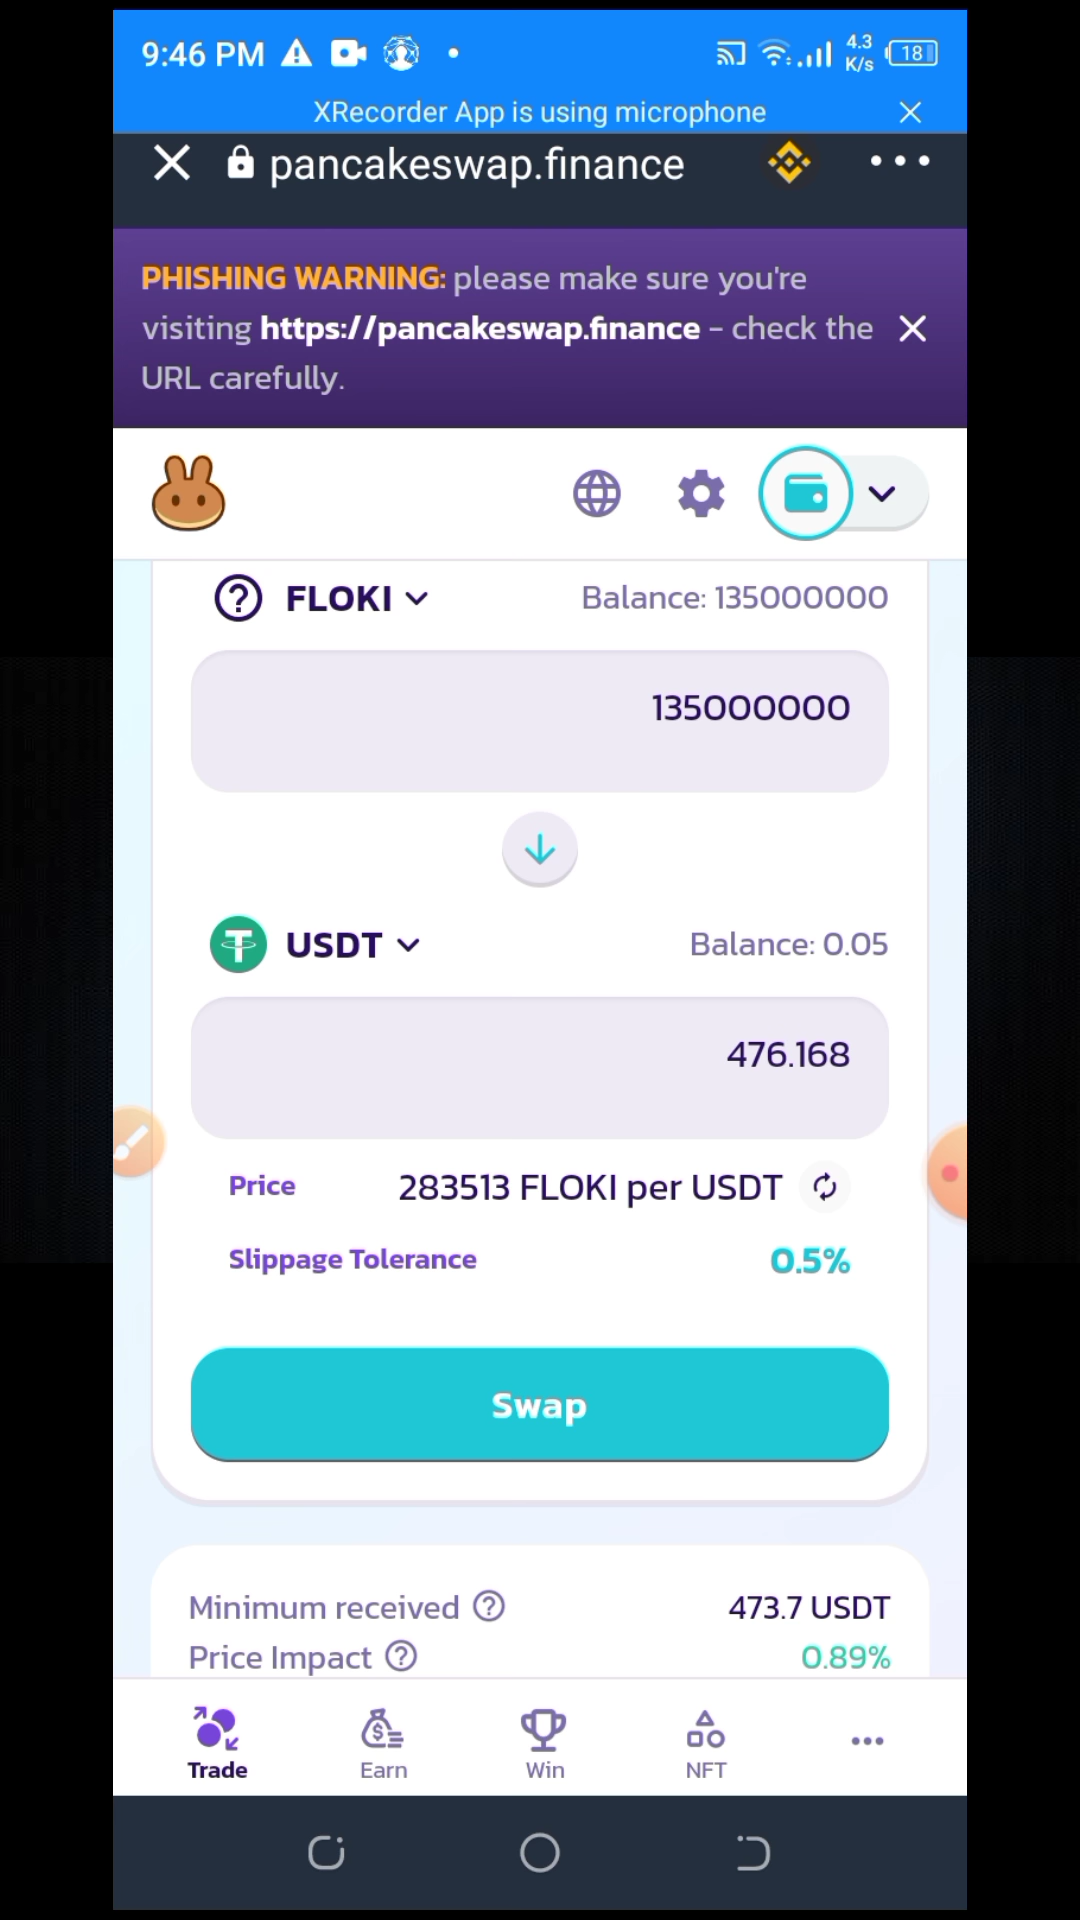 9:46 PM
4.3
K/s
18
XRecorder App is using microphone
pancakeswap.finance
PHISHING WARNING: please make sure you're
visiting https://pancakeswap.finance - check the
URL carefully.
FLOKI
Balance: 135000000
135000000
USDT
Balance: 0.05
476.168
Price
283513 FLOKI per USDT
Slippage Tolerance
0.5%
Swap
Minimum received
473.7 USDT
Price Impact
0.89%
Trade
Earn
Win
NFT